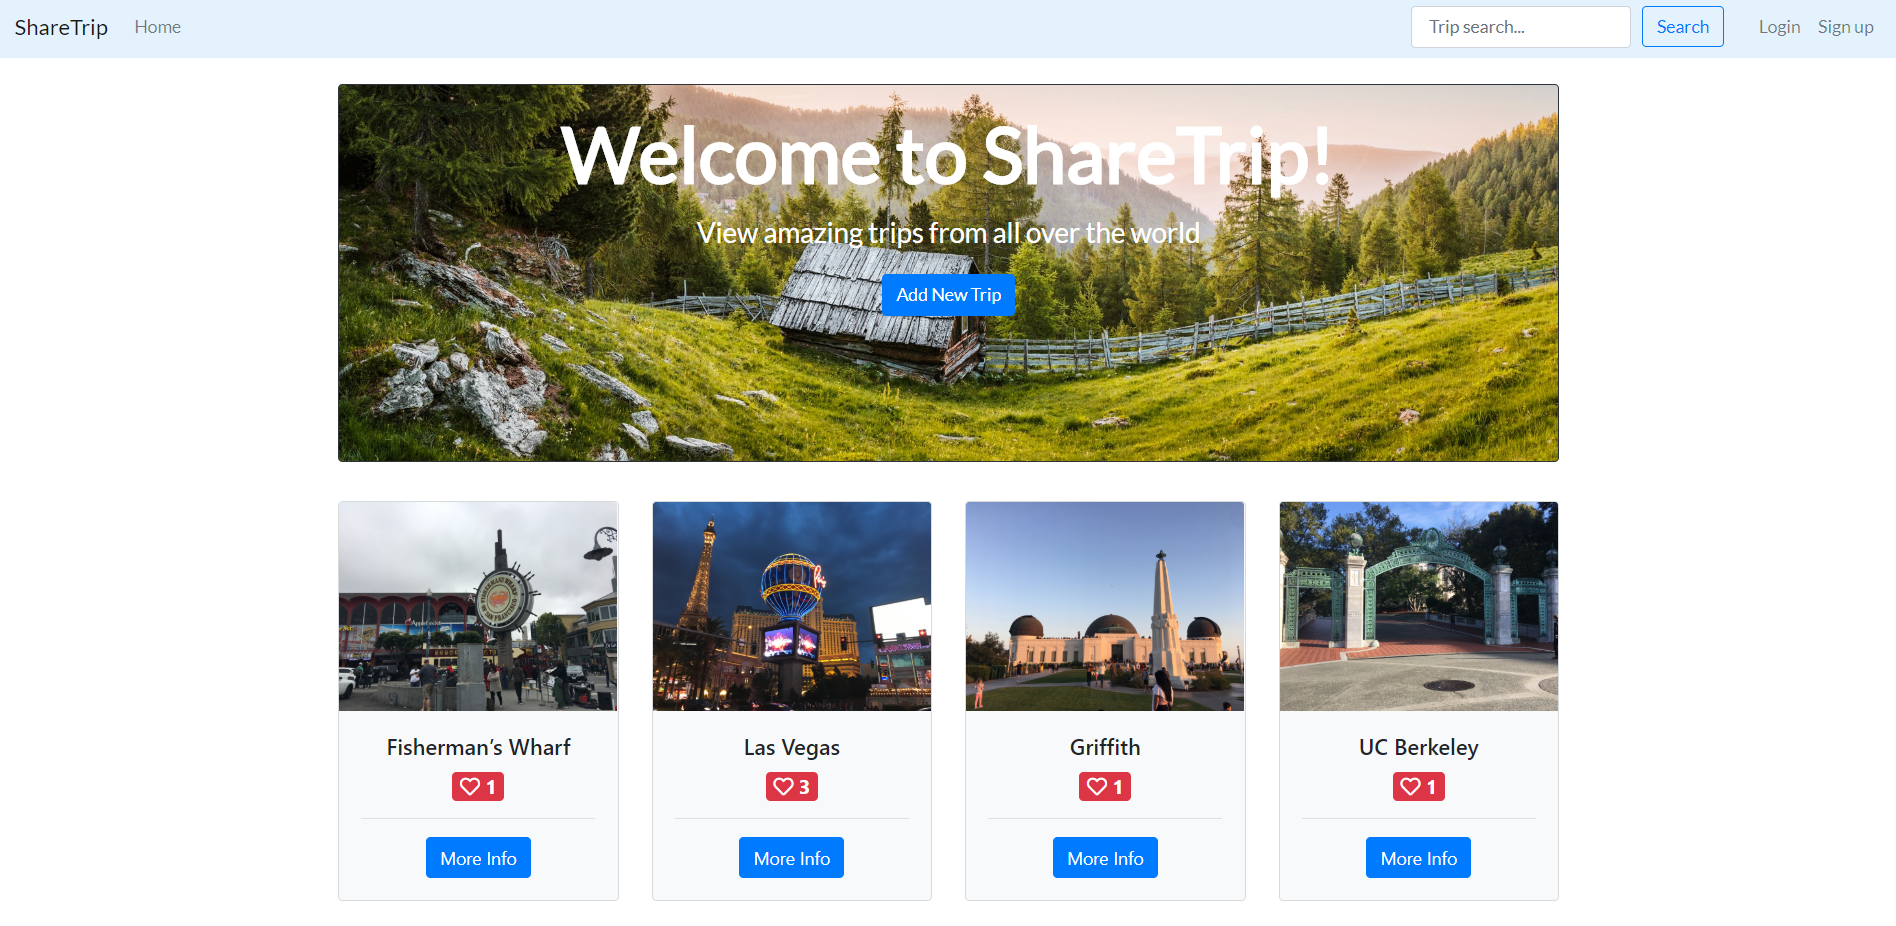 ShareTrip Home Trip search... Search Login Sign up
Welcome to ShareTrip!
View amazing trips from all over the world
Add New Trip
Fisherman’s Wharf
1
More Info
Las Vegas
3
More Info
Griffith
1
More Info
UC Berkeley
1
More Info